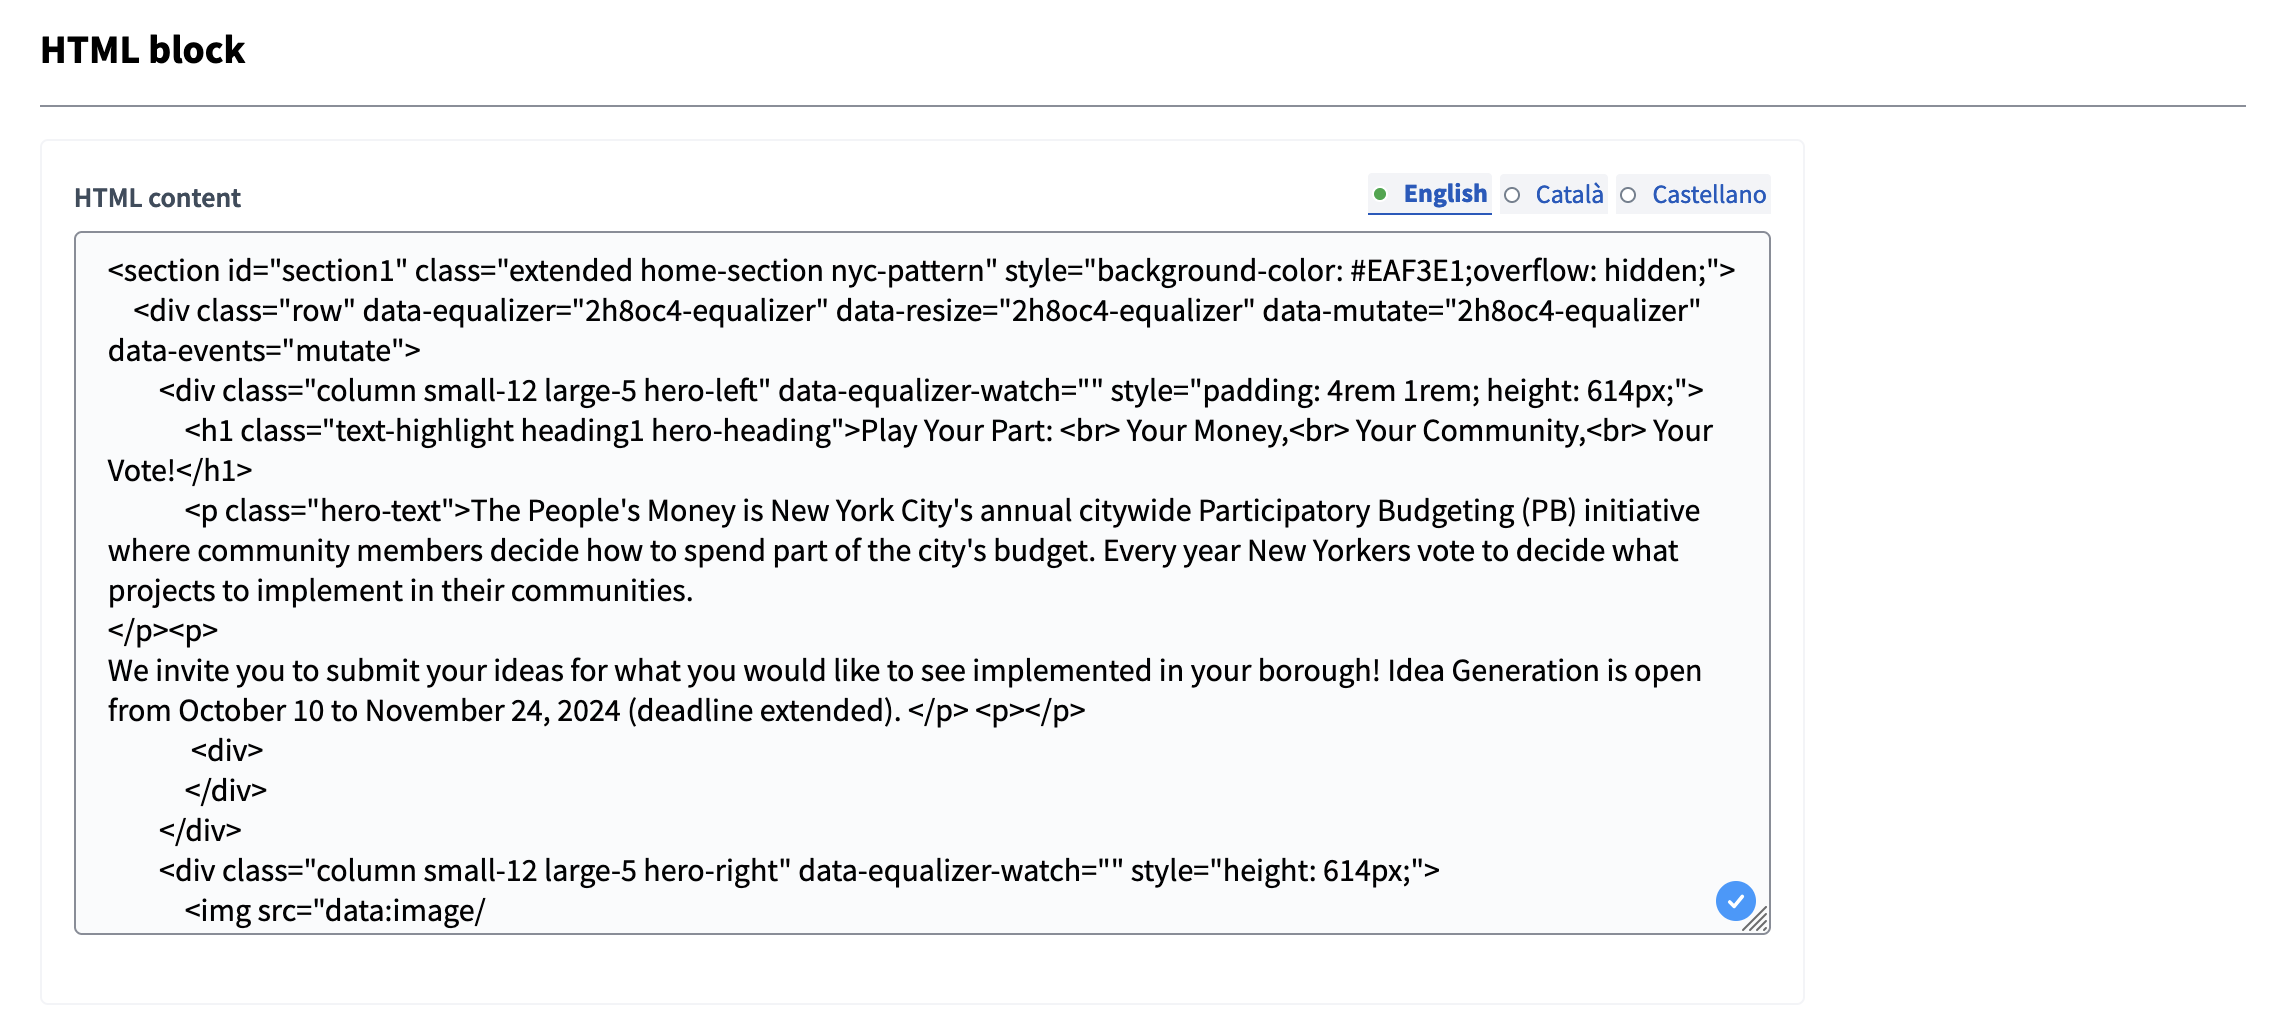 HTML block
HTML content
English
Català
Castellano
<section id="section1" class="extended home-section nyc-pattern" style="background-color: #EAF3E1;overflow: hidden;">
<div class="row" data-equalizer="2h8oc4-equalizer" data-resize="2h8oc4-equalizer" data-mutate="2h8oc4-equalizer"
data-events="mutate">
<div class="column small-12 large-5 hero-left" data-equalizer-watch="" style="padding: 4rem 1rem; height: 614px;">
<h1 class="text-highlight heading1 hero-heading">Play Your Part: <br> Your Money,<br> Your Community,<br> Your
Vote!</h1>
<p class="hero-text">The People's Money is New York City's annual citywide Participatory Budgeting (PB) initiative
where community members decide how to spend part of the city's budget. Every year New Yorkers vote to decide what
projects to implement in their communities.
</p><p>
We invite you to submit your ideas for what you would like to see implemented in your borough! Idea Generation is open
from October 10 to November 24, 2024 (deadline extended). </p> <p></p>
<div>
</div>
</div>
<div class="column small-12 large-5 hero-right" data-equalizer-watch="" style="height: 614px;">
<img src="data:image/